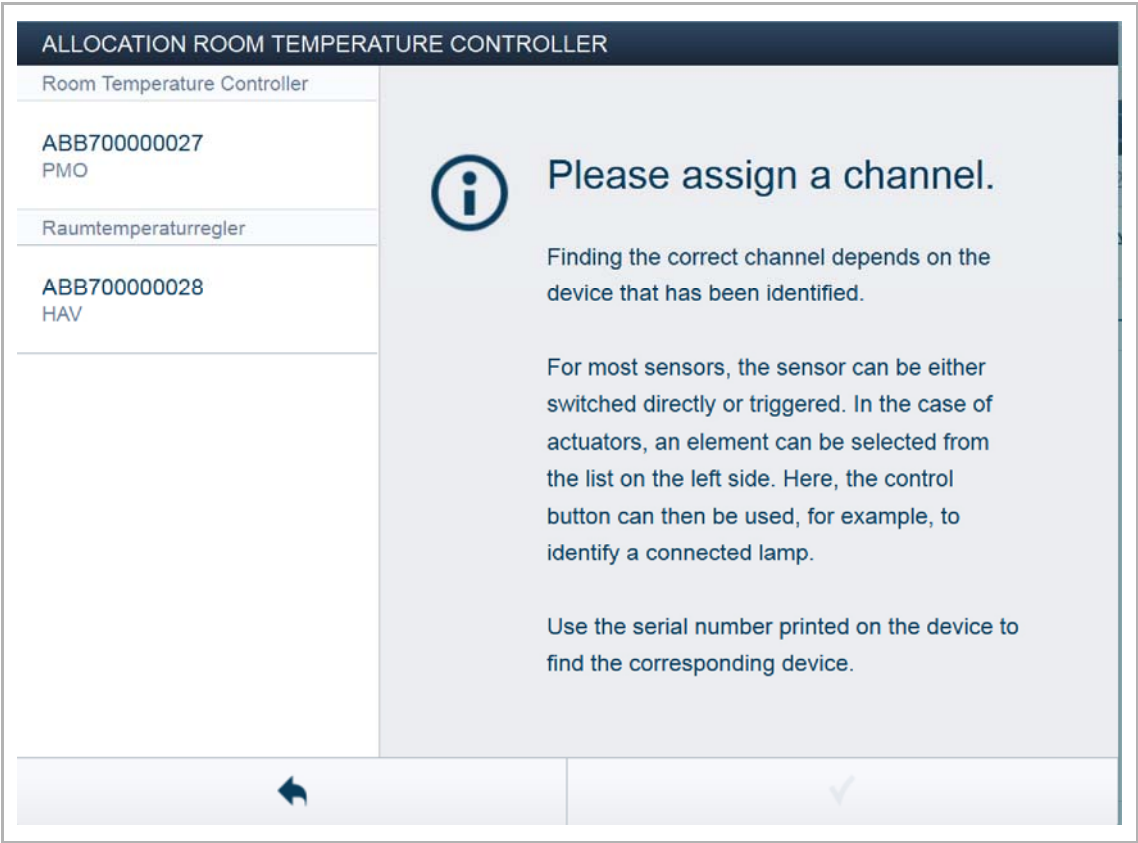 ALLOCATION ROOM TEMPERATURE CONTROLLER
Room Temperature Controller
ABB700000027
PMO
Raumtemperaturregler
ABB700000028
HAV
Please assign a channel.
Finding the correct channel depends on the
device that has been identified.
For most sensors, the sensor can be either
switched directly or triggered. In the case of
actuators, an element can be selected from
the list on the left side. Here, the control
button can then be used, for example, to
identify a connected lamp.
Use the serial number printed on the device to
find the corresponding device.